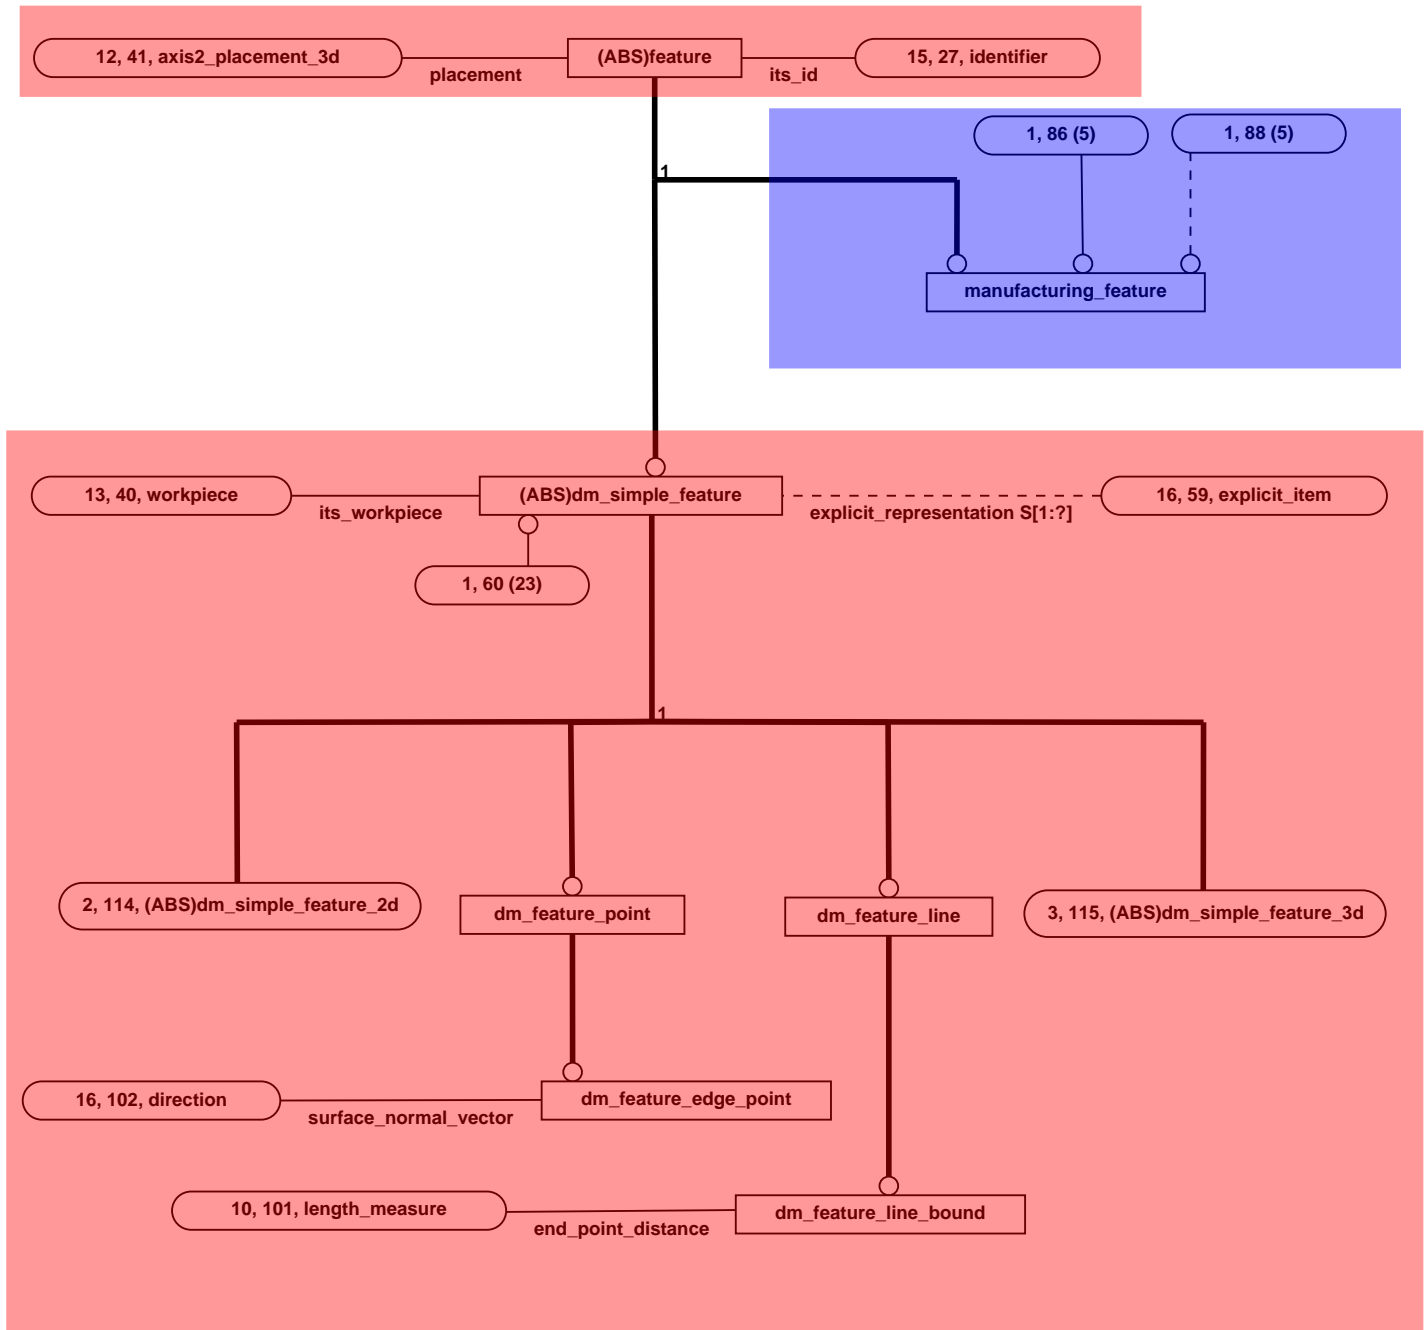 12, 41, axis2_placement_3d
placement
(ABS)feature
its_id
15, 27, identifier
1, 86 (5)
1, 88 (5)
1
manufacturing_feature
13, 40, workpiece
its_workpiece
(ABS)dm_simple_feature
explicit_representation S[1:?]
16, 59, explicit_item
1, 60 (23)
1
2, 114, (ABS)dm_simple_feature_2d
dm_feature_point
dm_feature_line
3, 115, (ABS)dm_simple_feature_3d
16, 102, direction
surface_normal_vector
dm_feature_edge_point
10, 101, length_measure
end_point_distance
dm_feature_line_bound